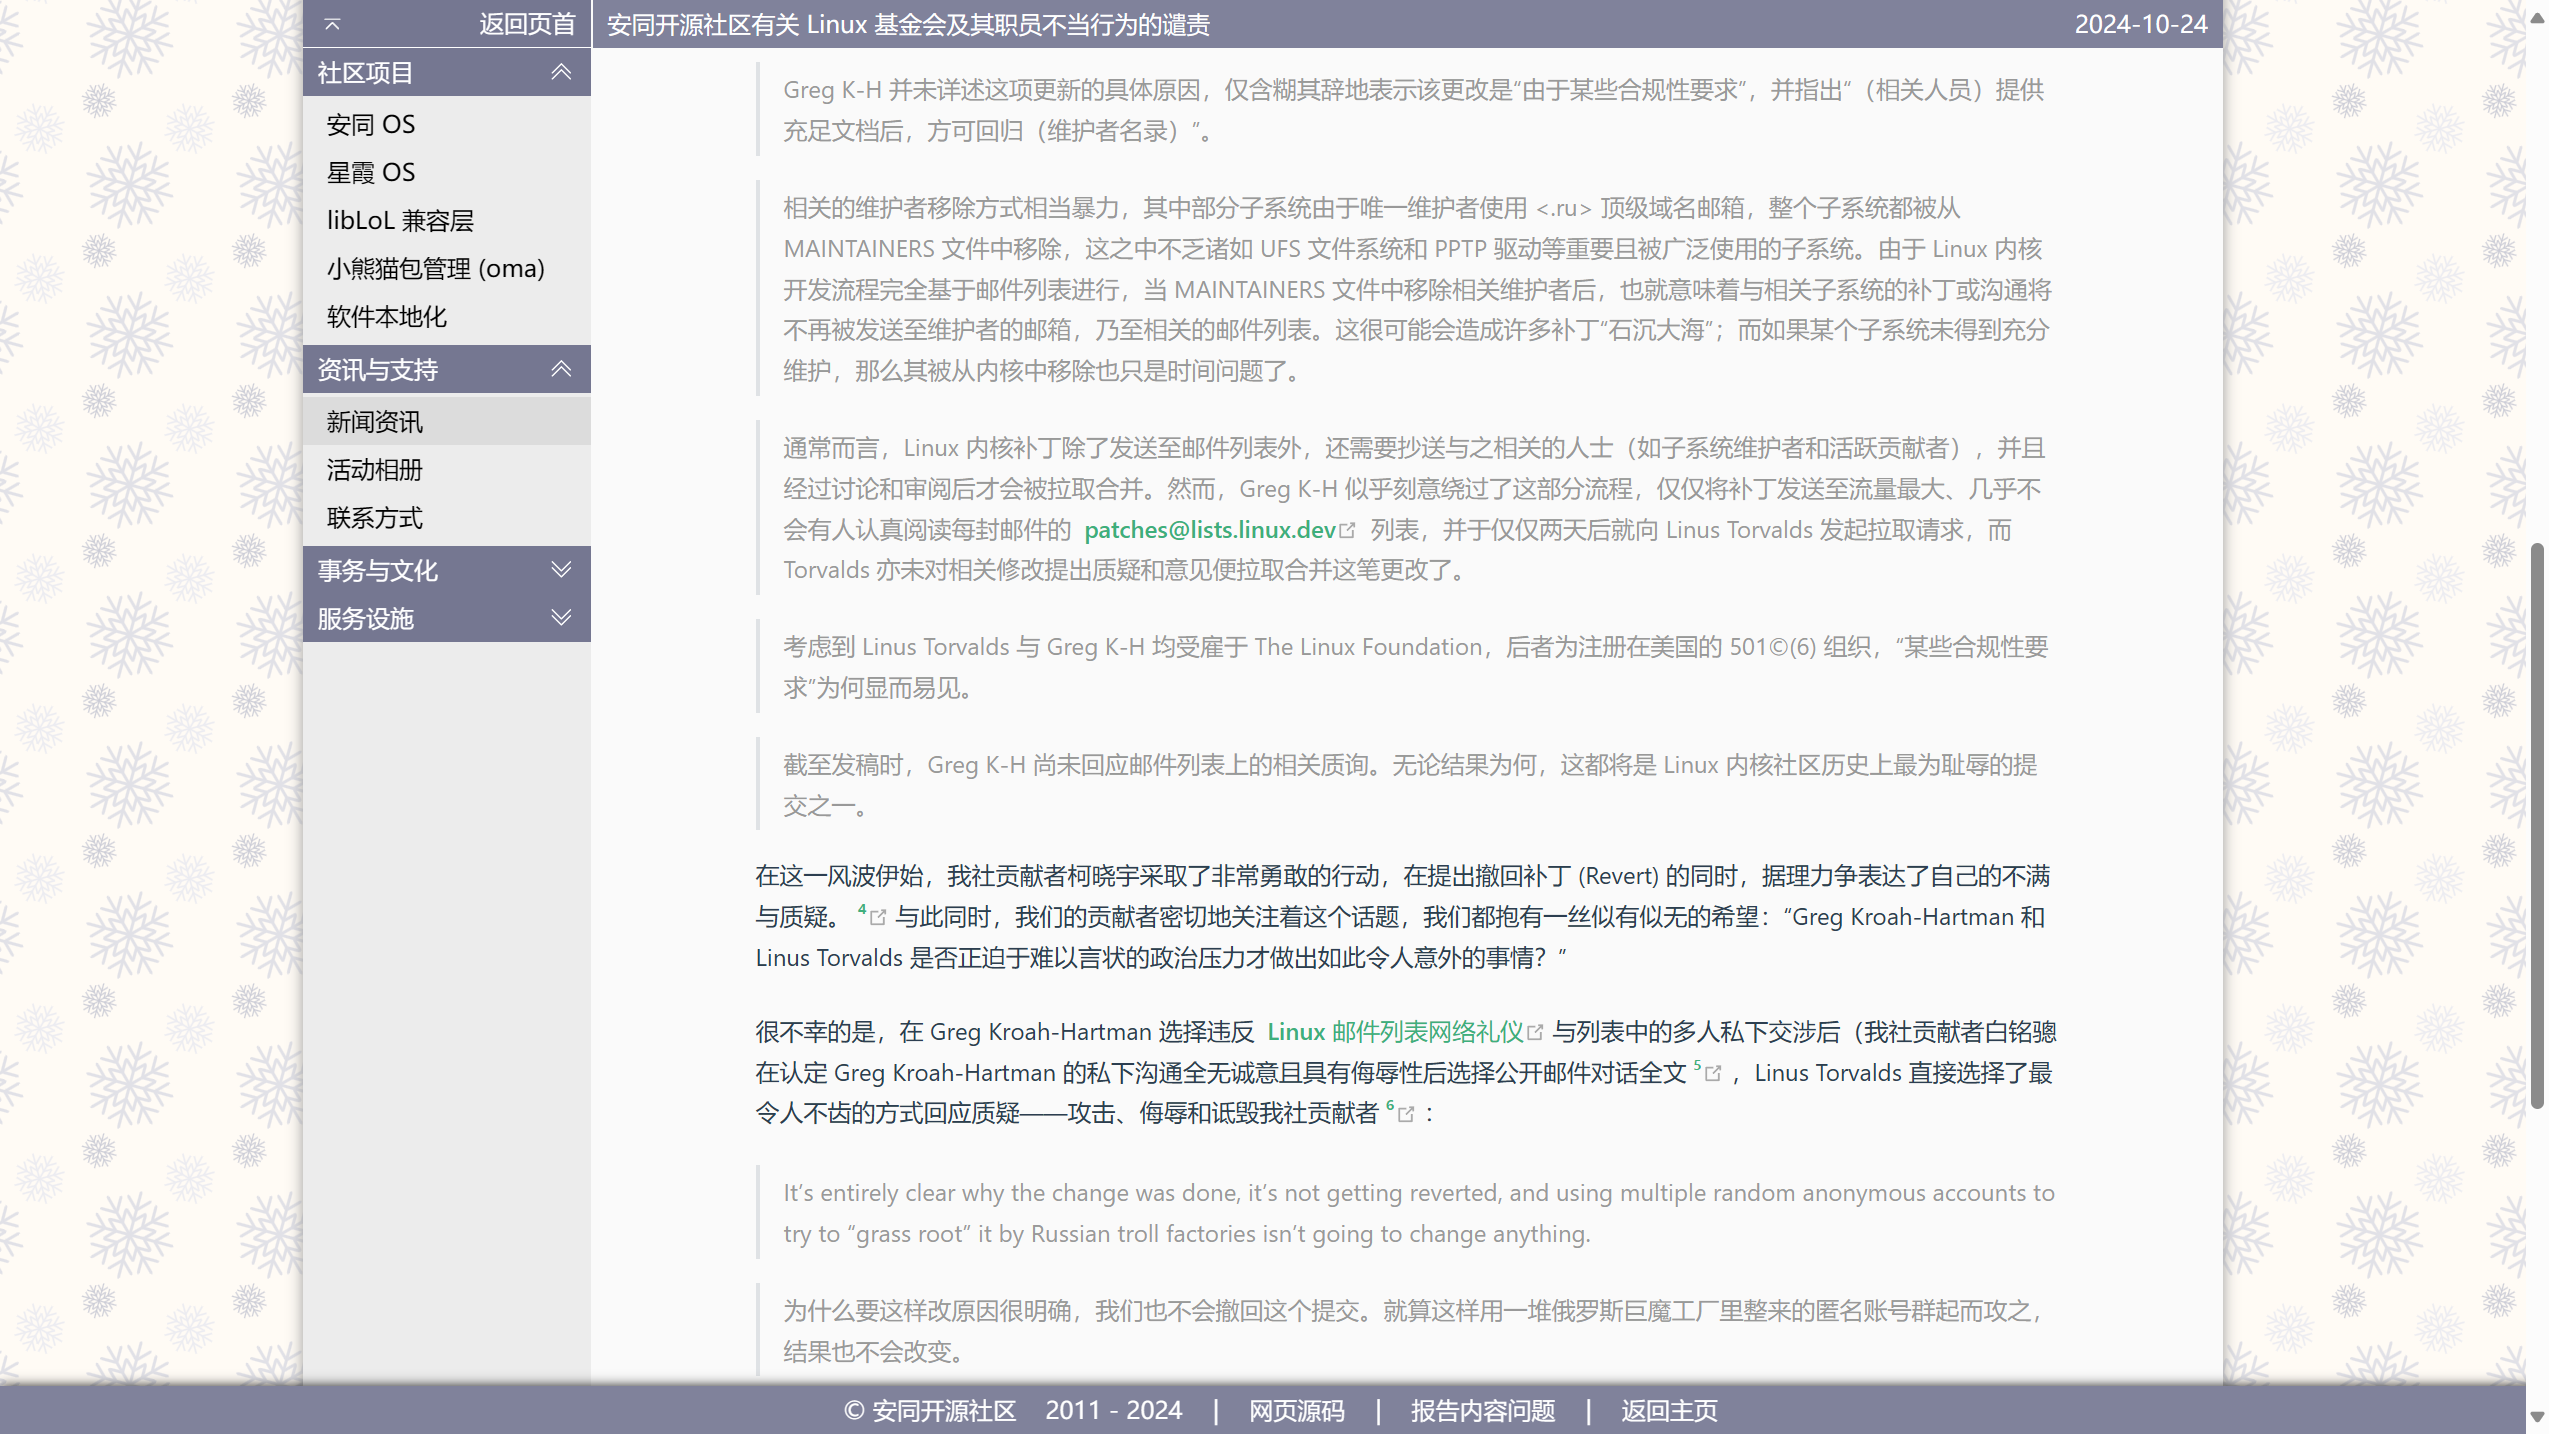 返回页首
安同开源社区有关 Linux 基金会及其职员不当行为的谴责
2024-10-24
社区项目
安同 OS
星霞 OS
libLoL 兼容层
小熊猫包管理 (oma)
软件本地化
资讯与支持
新闻资讯
活动相册
联系方式
事务与文化
服务设施
Greg K-H 并未详述这项更新的具体原因，仅含糊其辞地表示该更改是“由于某些合规性要求”，并指出“（相关人员）提供
充足文档后，方可回归（维护者名录）”。
相关的维护者移除方式相当暴力，其中部分子系统由于唯一维护者使用 <.ru> 顶级域名邮箱，整个子系统都被从
MAINTAINERS 文件中移除，这之中不乏诸如 UFS 文件系统和 PPTP 驱动等重要且被广泛使用的子系统。由于 Linux 内核
开发流程完全基于邮件列表进行，当 MAINTAINERS 文件中移除相关维护者后，也就意味着与相关子系统的补丁或沟通将
不再被发送至维护者的邮箱，乃至相关的邮件列表。这很可能会造成许多补丁“石沉大海”；而如果某个子系统未得到充分
维护，那么其被从内核中移除也只是时间问题了。
通常而言，Linux 内核补丁除了发送至邮件列表外，还需要抄送与之相关的人士（如子系统维护者和活跃贡献者），并且
经过讨论和审阅后才会被拉取合并。然而，Greg K-H 似乎刻意绕过了这部分流程，仅仅将补丁发送至流量最大、几乎不
会有人认真阅读每封邮件的 patches@lists.linux.dev 列表，并于仅仅两天后就向 Linus Torvalds 发起拉取请求，而
Torvalds 亦未对相关修改提出质疑和意见便拉取合并这笔更改了。
考虑到 Linus Torvalds 与 Greg K-H 均受雇于 The Linux Foundation，后者为注册在美国的 501©(6) 组织，“某些合规性要
求”为何显而易见。
截至发稿时，Greg K-H 尚未回应邮件列表上的相关质询。无论结果为何，这都将是 Linux 内核社区历史上最为耻辱的提
交之一。
在这一风波伊始，我社贡献者柯晓宇采取了非常勇敢的行动，在提出撤回补丁 (Revert) 的同时，据理力争表达了自己的不满
与质疑。 4 与此同时，我们的贡献者密切地关注着这个话题，我们都抱有一丝似有似无的希望：“Greg Kroah-Hartman 和
Linus Torvalds 是否正迫于难以言状的政治压力才做出如此令人意外的事情？”
很不幸的是，在 Greg Kroah-Hartman 选择违反 Linux 邮件列表网络礼仪 与列表中的多人私下交涉后（我社贡献者白铭骢
在认定 Greg Kroah-Hartman 的私下沟通全无诚意且具有侮辱性后选择公开邮件对话全文 5 ，Linus Torvalds 直接选择了最
令人不齿的方式回应质疑——攻击、侮辱和诋毁我社贡献者 6 ：
It’s entirely clear why the change was done, it’s not getting reverted, and using multiple random anonymous accounts to
try to “grass root” it by Russian troll factories isn’t going to change anything.
为什么要这样改原因很明确，我们也不会撤回这个提交。就算这样用一堆俄罗斯巨魔工厂里整来的匿名账号群起而攻之，
结果也不会改变。
© 安同开源社区 2011 - 2024 | 网页源码 | 报告内容问题 | 返回主页